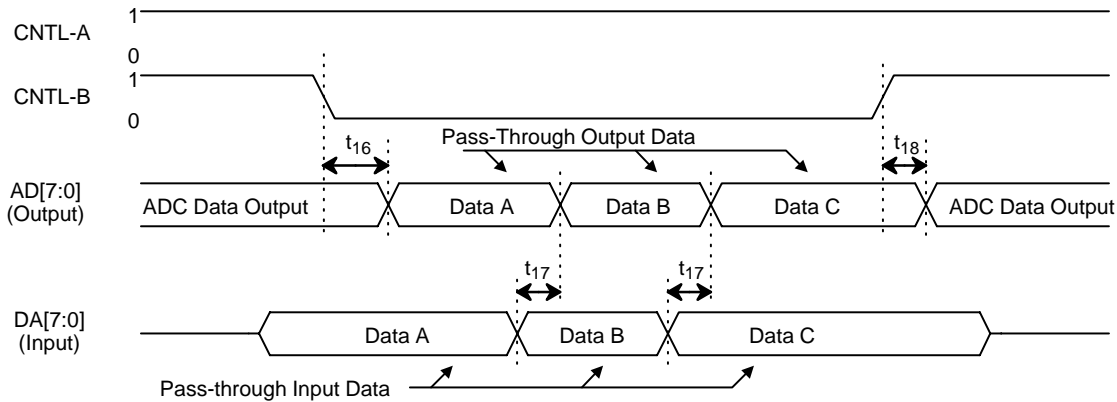 CNTL-A
1
0
CNTL-B
1
0
Pass-Through Output Data
t16
t18
AD[7:0]
(Output)
ADC Data Output
Data A
Data B
Data C
ADC Data Output
t17
t17
DA[7:0]
(Input)
Data A
Data B
Data C
Pass-through Input Data